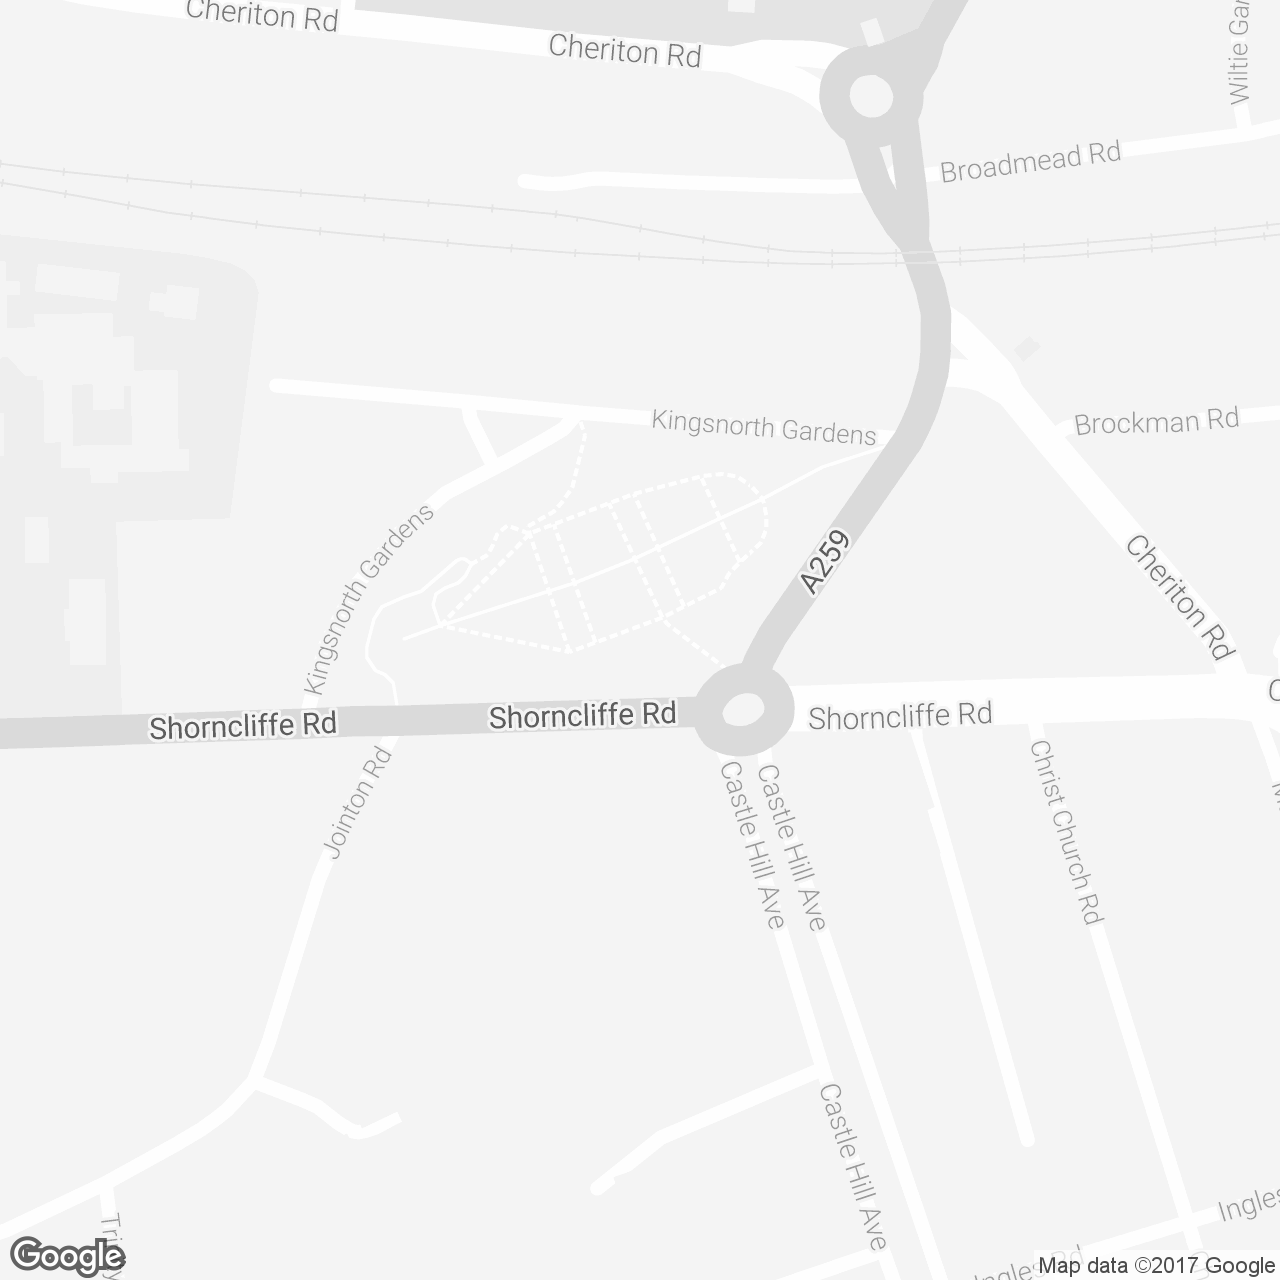 Cheriton Rd
Cheriton Rd
Broadmead Rd
Kingsnorth Gardens
Brockman Rd
Kingsnorth Gardens
A259
Cheriton Rd
Shorncliffe Rd
Shorncliffe Rd
Shorncliffe Rd
Jointon Rd
Castle Hill Ave
Castle Hill Ave
Christ Church Rd
Castle Hill Ave
Ingles Rd
Google
Map data ©2017 Google